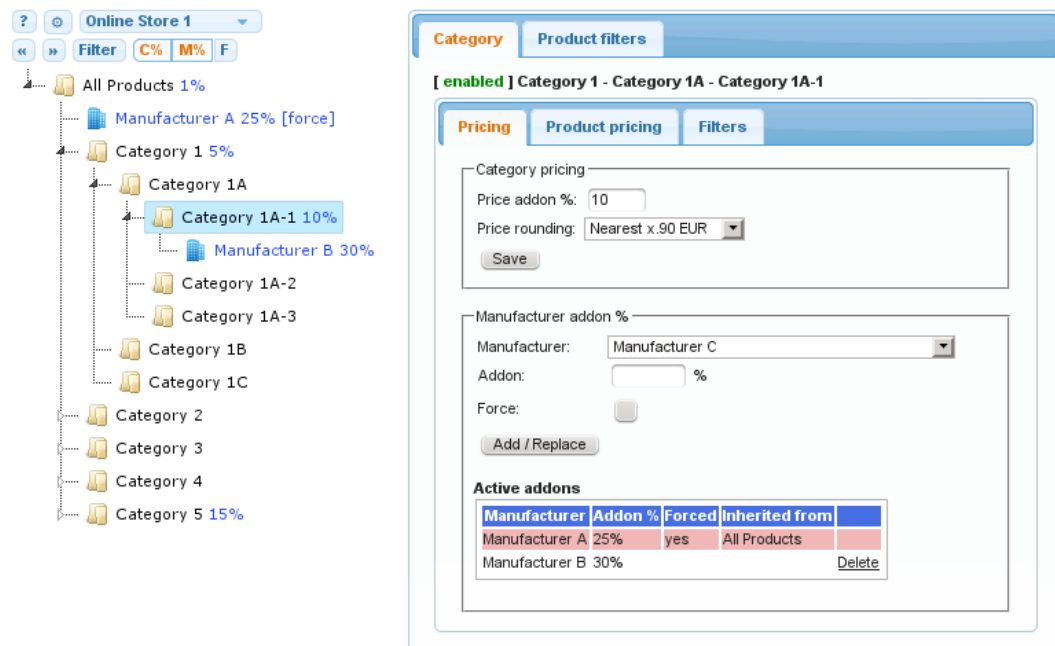 ? Online Store 1
« » Filter C% M% F
All Products 1%
Manufacturer A 25% [force]
Category 1 5%
Category 1A
Category 1A-1 10%
Manufacturer B 30%
Category 1A-2
Category 1A-3
Category 1B
Category 1C
Category 2
Category 3
Category 4
Category 5 15%
Category Product filters
[ enabled ] Category 1 - Category 1A - Category 1A-1
Pricing Product pricing Filters
Category pricing
Price addon %: 10
Price rounding: Nearest x.90 EUR
Save
Manufacturer addon %
Manufacturer: Manufacturer C
Addon: %
Force:
Add / Replace
Active addons
Manufacturer Addon % Forced Inherited from
Manufacturer A 25% yes All Products
Manufacturer B 30% Delete